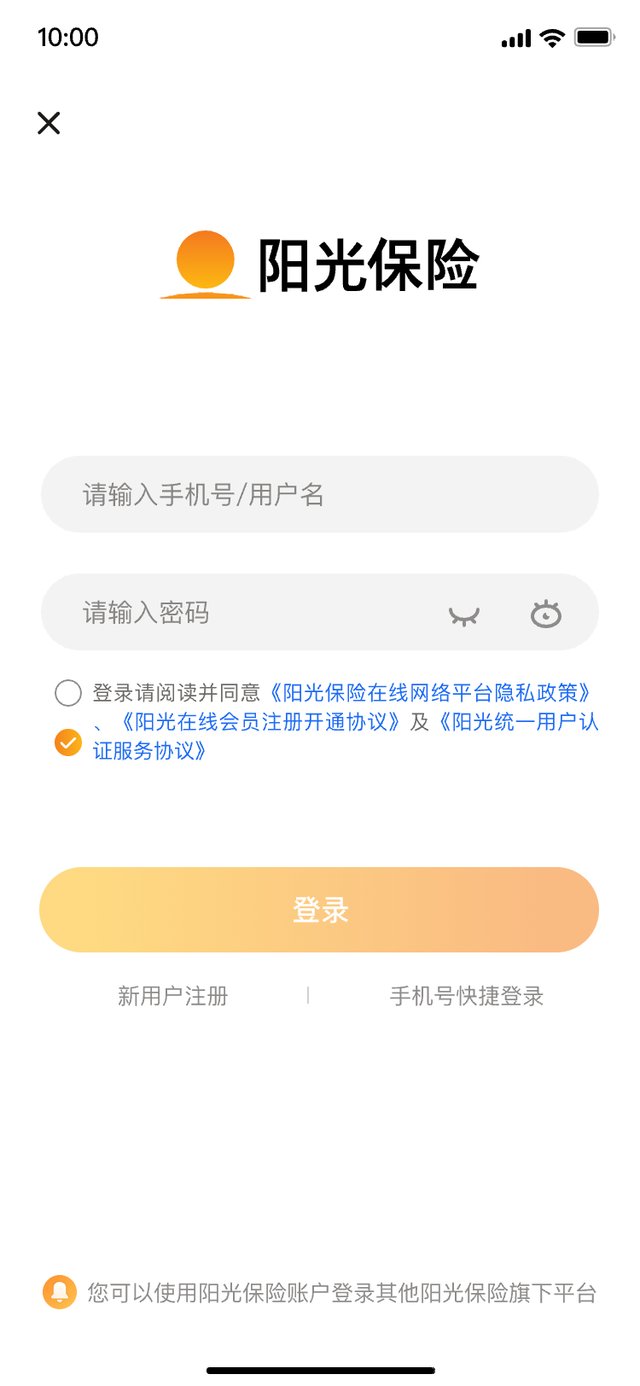 10:00
阳光保险
请输入手机号/用户名
请输入密码
登录请阅读并同意《阳光保险在线网络平台隐私政策》
、《阳光在线会员注册开通协议》及《阳光统一用户认
证服务协议》
登录
新用户注册
手机号快捷登录
您可以使用阳光保险账户登录其他阳光保险旗下平台